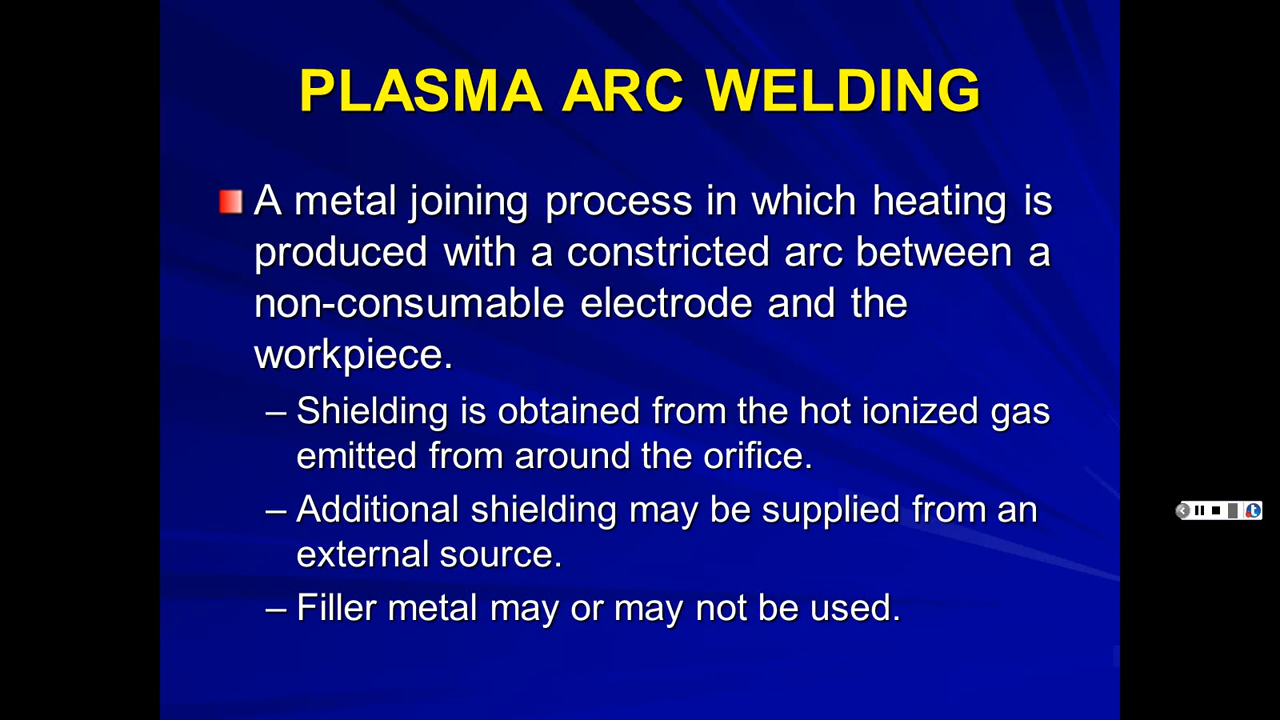 PLASMA ARC WELDING
A metal joining process in which heating is
produced with a constricted arc between a
non-consumable electrode and the
workpiece.
– Shielding is obtained from the hot ionized gas
emitted from around the orifice.
– Additional shielding may be supplied from an
external source.
– Filler metal may or may not be used.